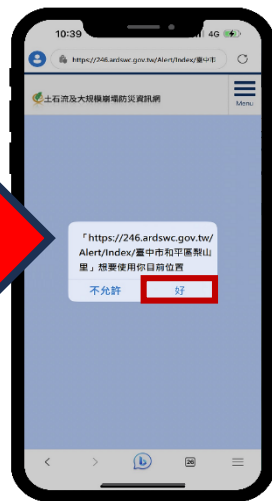 10:39
4G
https://246.ardswc.gov.tw/Alert/Index/臺中市
土石流及大規模崩塌防災資訊網
Menu
「https://246.ardswc.gov.tw/
Alert/Index/臺中市和平區梨山
里」想要使用你目前位置
不允許
好
26